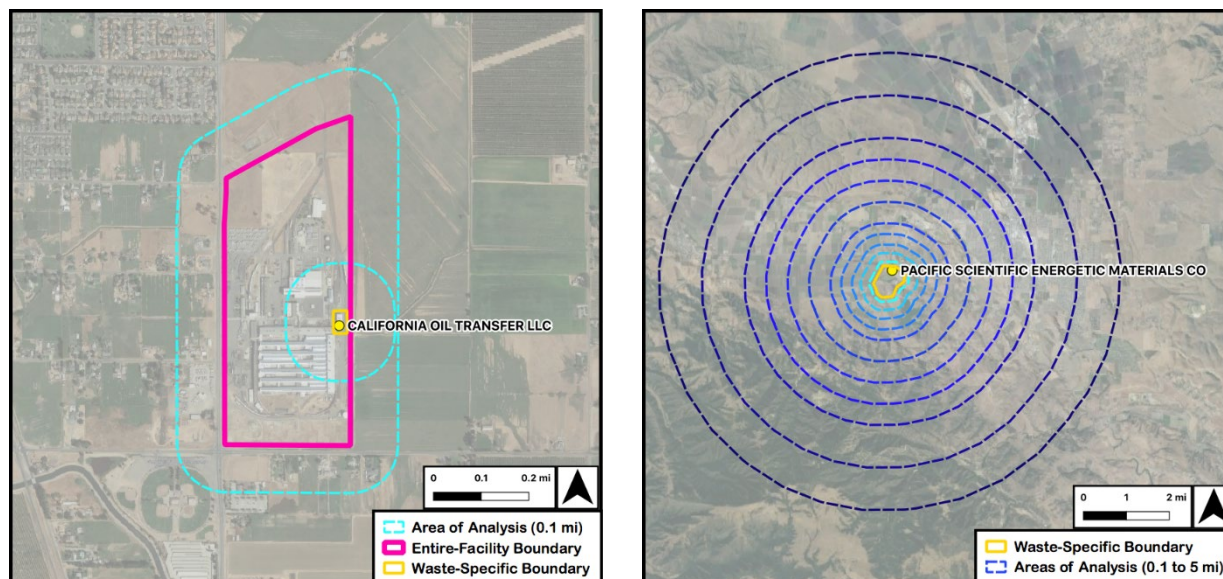 CALIFORNIA OIL TRANSFER LLC
0 0.1 0.2 mi
Area of Analysis (0.1 mi)
Entire-Facility Boundary
Waste-Specific Boundary
PACIFIC SCIENTIFIC ENERGETIC MATERIALS CO
0 1 2 mi
Waste-Specific Boundary
Areas of Analysis (0.1 to 5 mi)